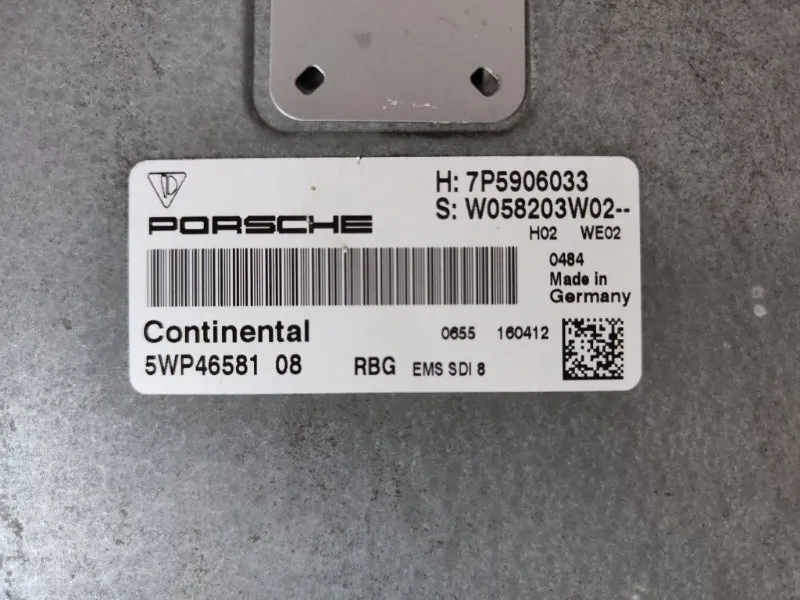 PORSCHE
H: 7P5906033
S: W058203W02--
H02 WE02
0484
Made in
Germany
Continental
0655 160412
5WP46581 08 RBG EMS SDI 8